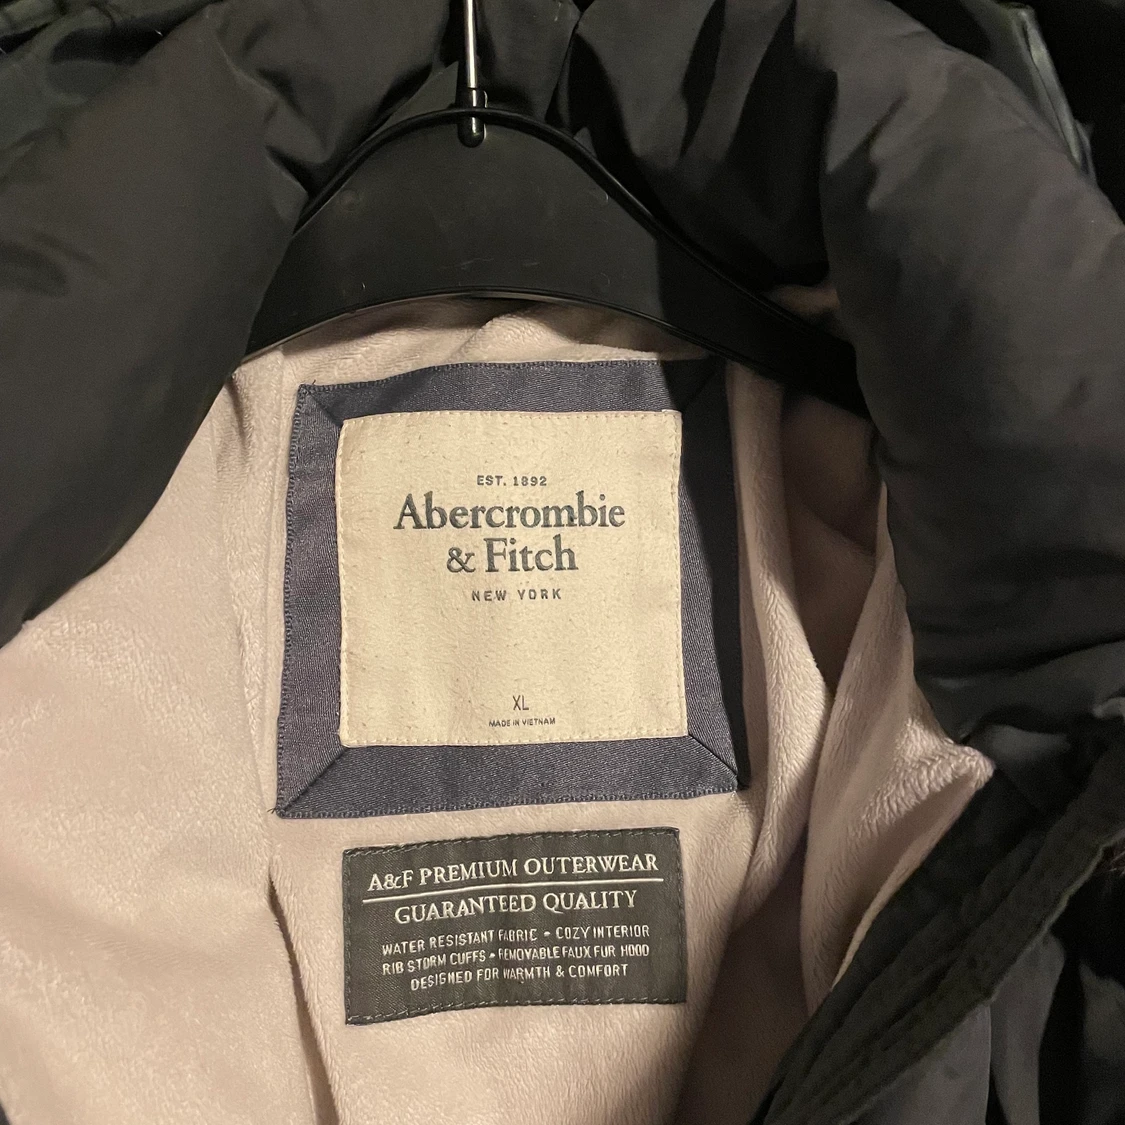 EST. 1892
Abercrombie
& Fitch
NEW YORK
XL
MADE IN VIETNAM
A&F PREMIUM OUTERWEAR
GUARANTEED QUALITY
WATER RESISTANT FABRIC • COZY INTERIOR
RIB STORM CUFFS • REMOVABLE FAUX FUR HOOD
DESIGNED FOR WARMTH & COMFORT